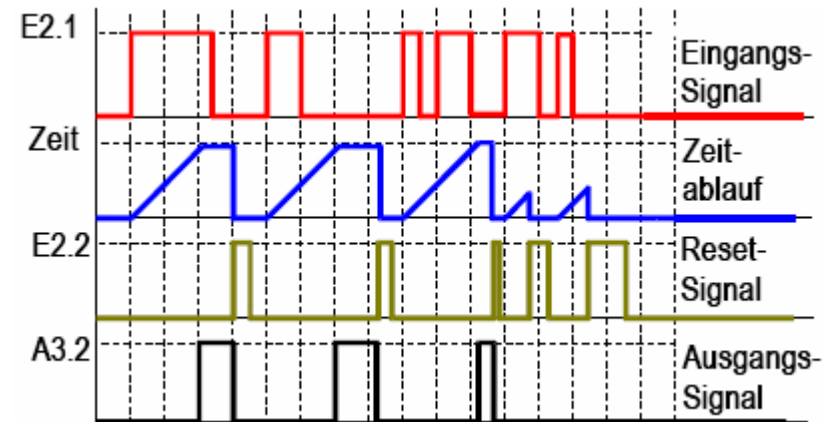 E2.1
Eingangs-
Signal
Zeit
Zeit-
ablauf
E2.2
Reset-
Signal
A3.2
Ausgangs-
Signal